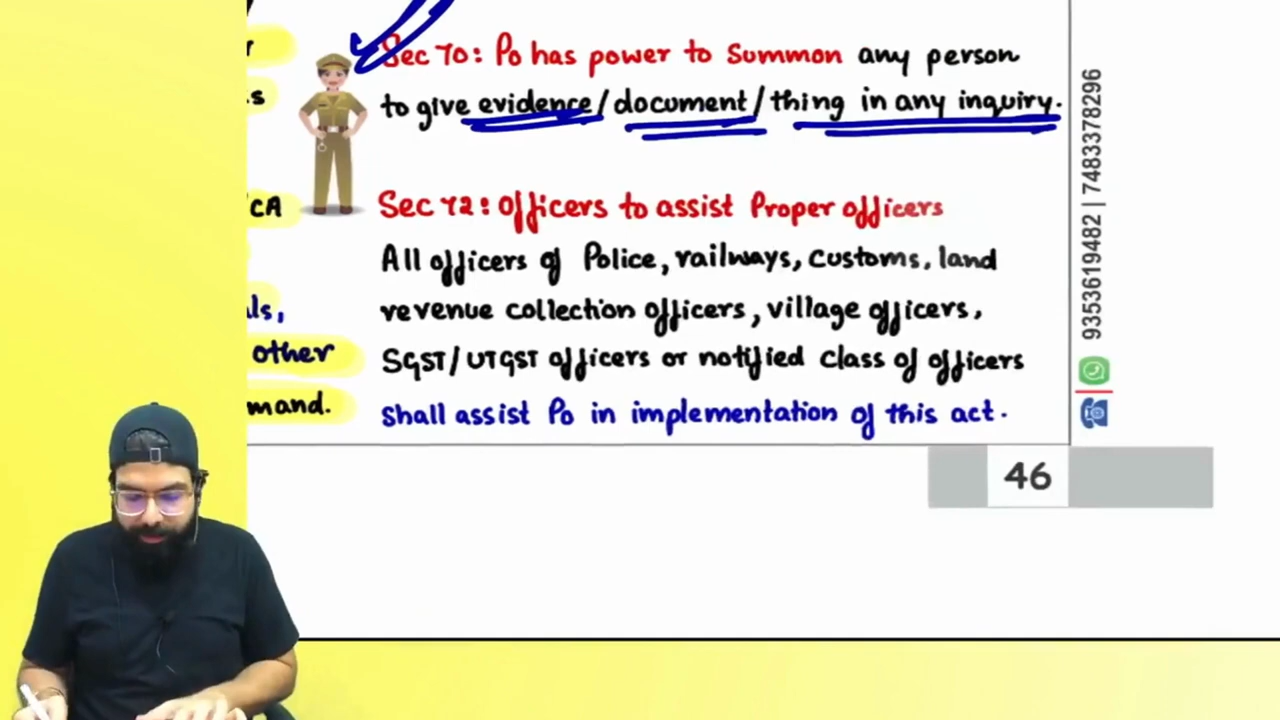 Sec 70: Po has power to Summon any person
to give evidence/document/thing in any inquiry.
CA
Sec 72: Officers to assist Proper officers
All officers of Police, railways, customs, land
revenue collection officers, village officers,
other
SGST/UTGST officers or notified class of officers
mand.
Shall assist Po in implementation of this act.
46
9353619482 | 7483378296